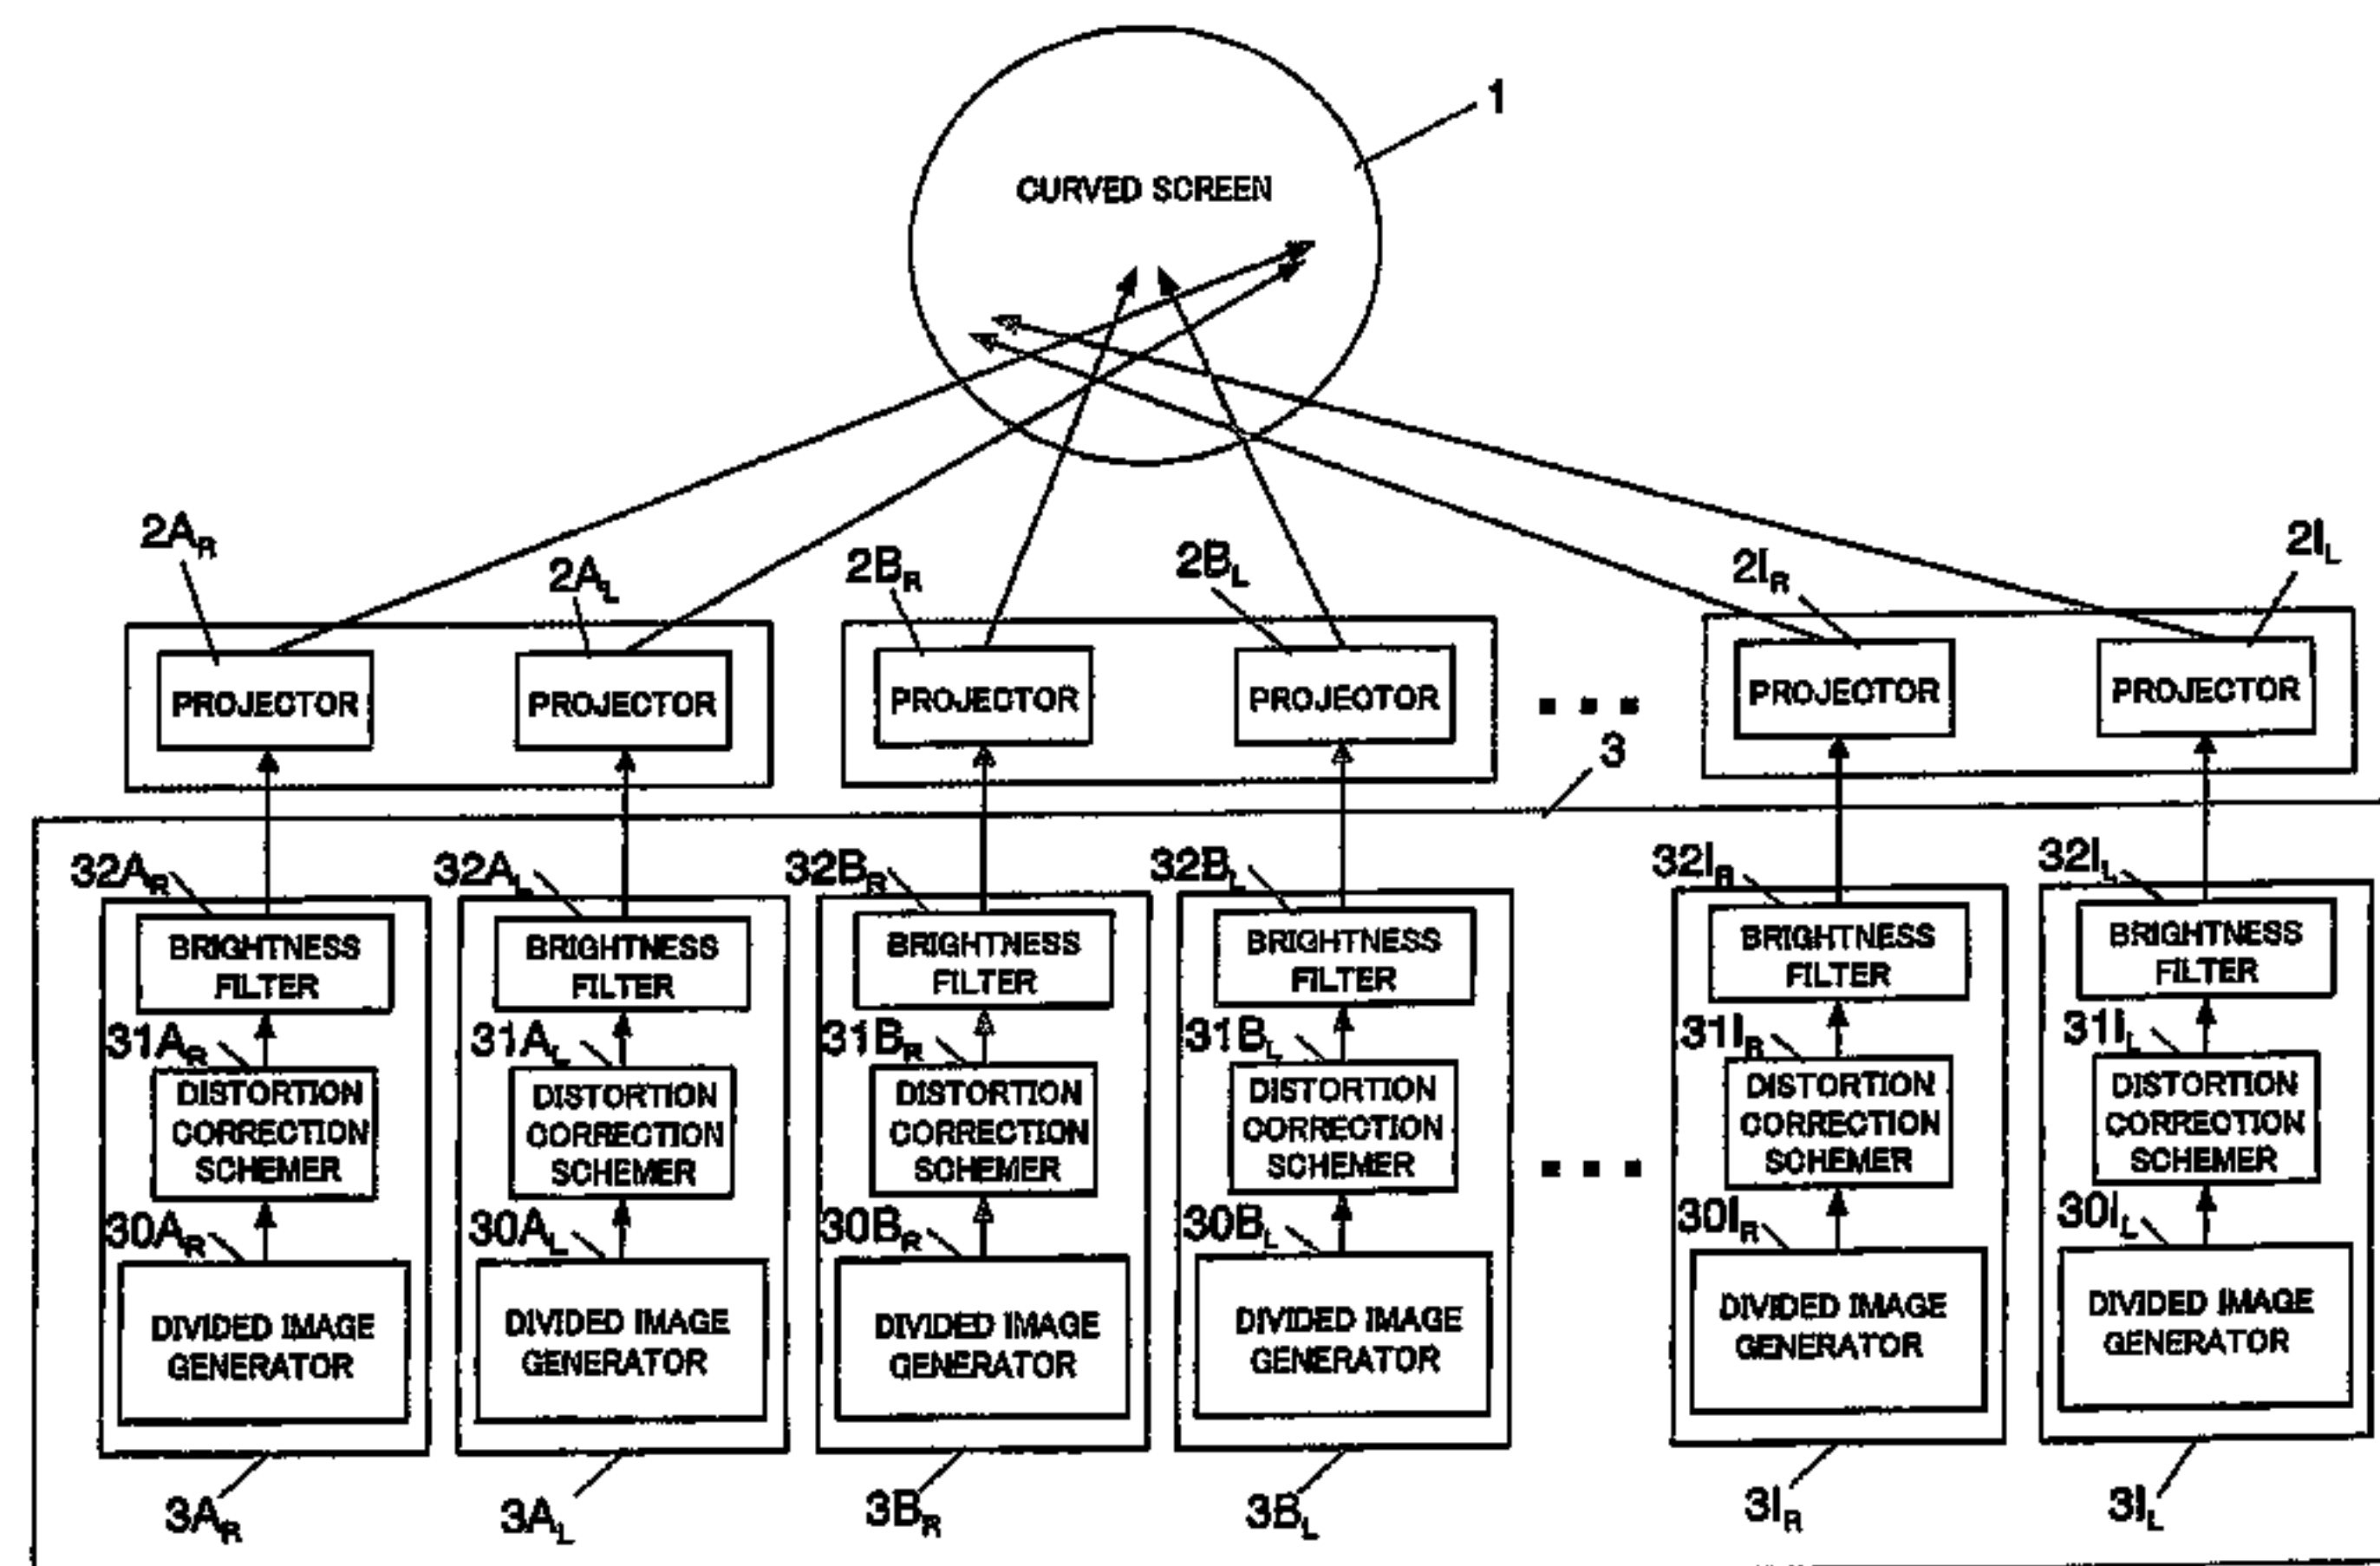 1
CURVED SCREEN
2A_R
2A_L
2B_R
2B_L
2I_R
2I_L
PROJECTOR
PROJECTOR
PROJECTOR
PROJECTOR
PROJECTOR
PROJECTOR
3
32A_R
32A_L
32B_R
32B_L
32I_R
32I_L
BRIGHTNESS
FILTER
BRIGHTNESS
FILTER
BRIGHTNESS
FILTER
BRIGHTNESS
FILTER
BRIGHTNESS
FILTER
BRIGHTNESS
FILTER
31A_R
31A_L
31B_R
31B_L
31I_R
31I_L
DISTORTION
CORRECTION
SCHEMER
DISTORTION
CORRECTION
SCHEMER
DISTORTION
CORRECTION
SCHEMER
DISTORTION
CORRECTION
SCHEMER
DISTORTION
CORRECTION
SCHEMER
DISTORTION
CORRECTION
SCHEMER
30A_R
30A_L
30B_R
30B_L
30I_R
30I_L
DIVIDED IMAGE
GENERATOR
DIVIDED IMAGE
GENERATOR
DIVIDED IMAGE
GENERATOR
DIVIDED IMAGE
GENERATOR
DIVIDED IMAGE
GENERATOR
DIVIDED IMAGE
GENERATOR
3A_R
3A_L
3B_R
3B_L
3I_R
3I_L